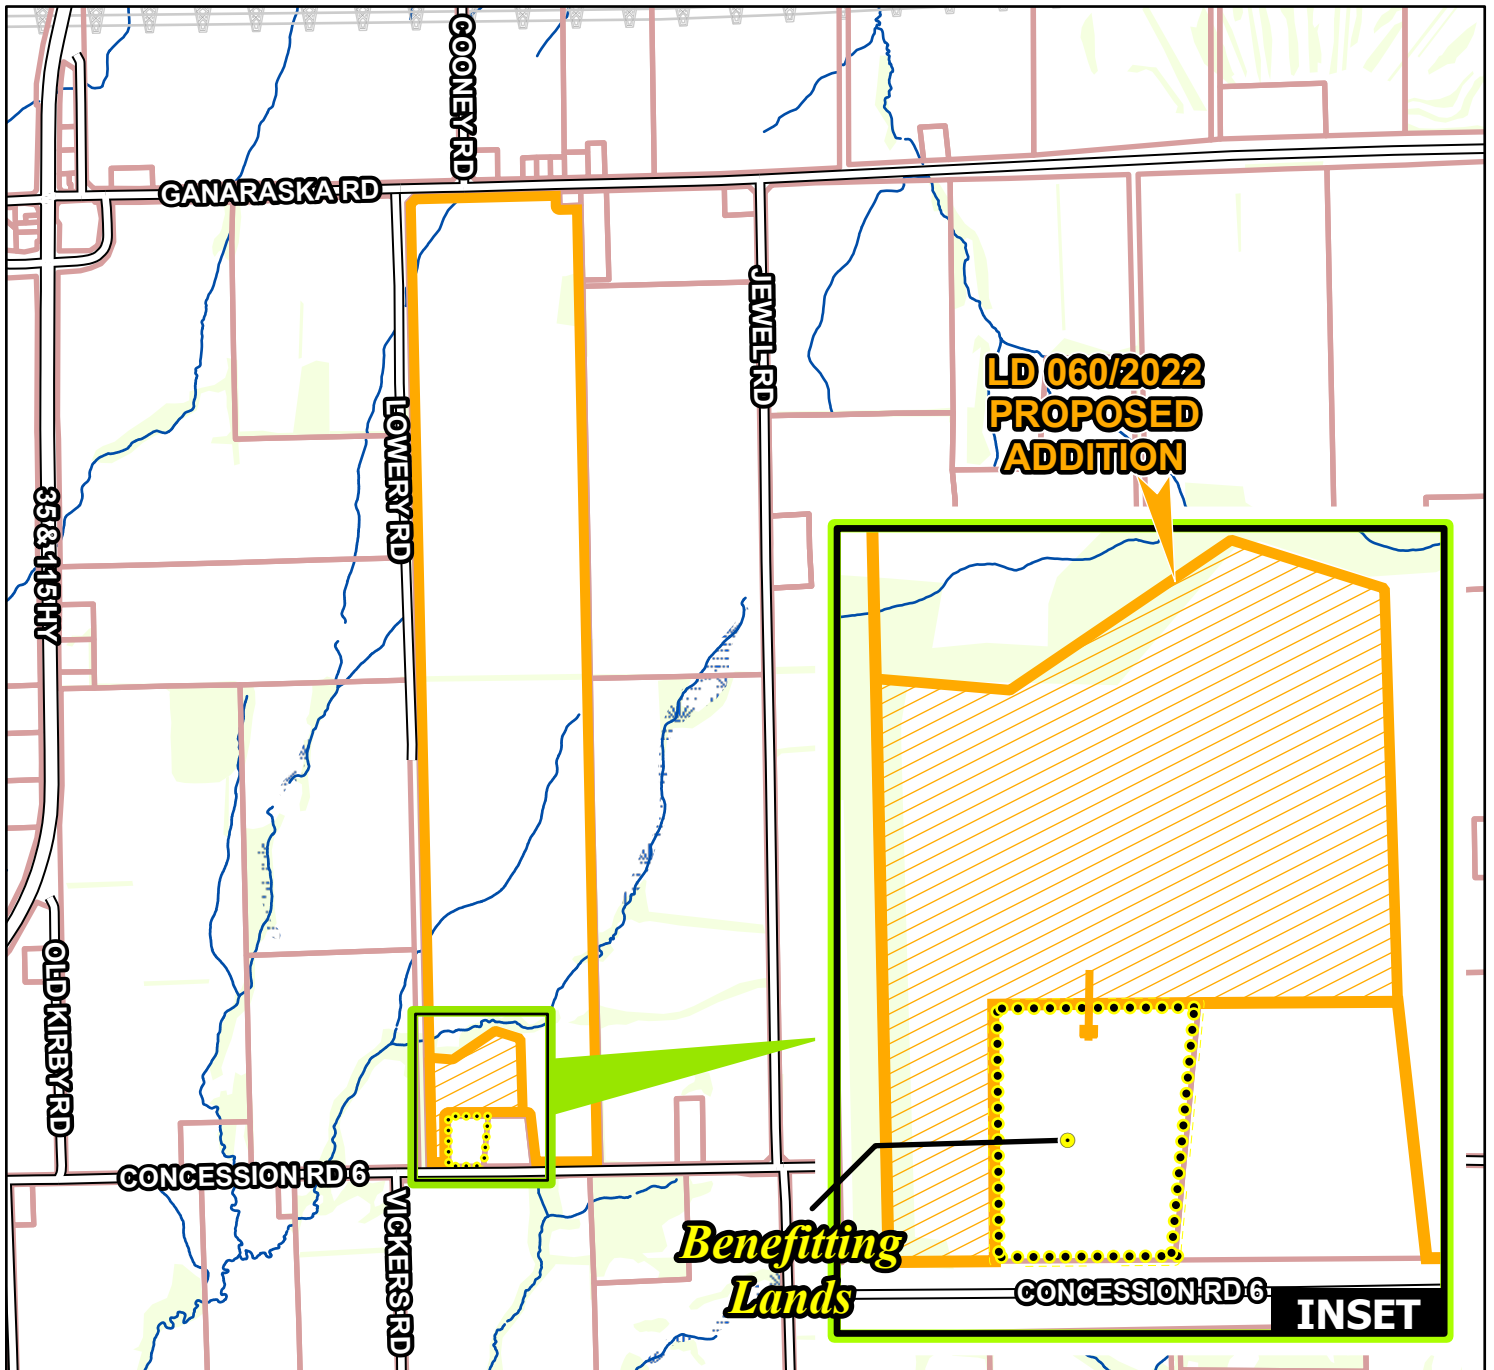 COONEY RD
GANARASKA RD
JEWEL RD
LOWERY RD
LD 060/2022
PROPOSED
ADDITION
35 & 115 HY
OLD KIRBY RD
CONCESSION RD 6
VICKERS RD
Benefitting
Lands
CONCESSION RD 6
INSET